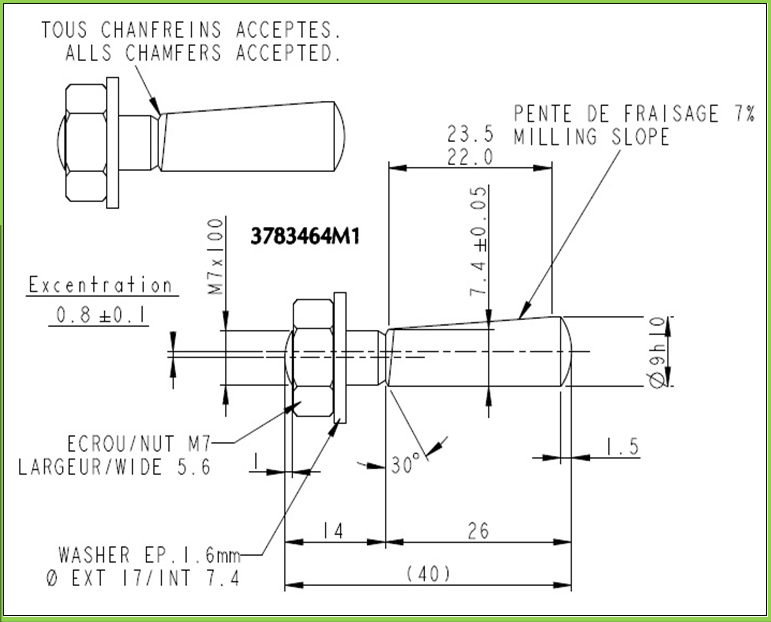 TOUS CHANFREINS ACCEPTES.
ALLS CHAMFERS ACCEPTED.
PENTE DE FRAISAGE 7%
MILLING SLOPE
23.5
22.0
7.4 ±0.05
M7x100
3783464M1
Excentration
0.8 ±0.1
Ø9h10
ECROU/NUT M7
LARGEUR/WIDE 5.6
1
30°
1.5
14
26
WASHER EP.1.6mm
Ø EXT 17/INT 7.4
(40)